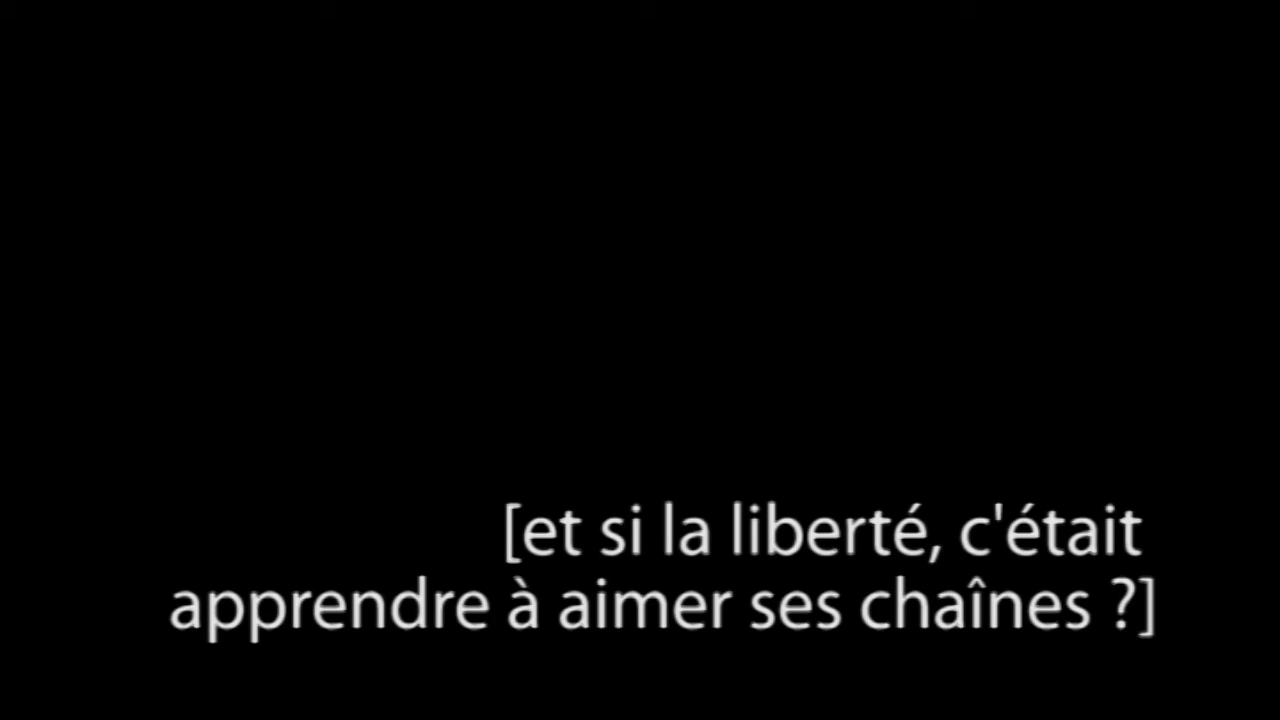 [et si la liberté, c'était
apprendre à aimer ses chaînes ?]